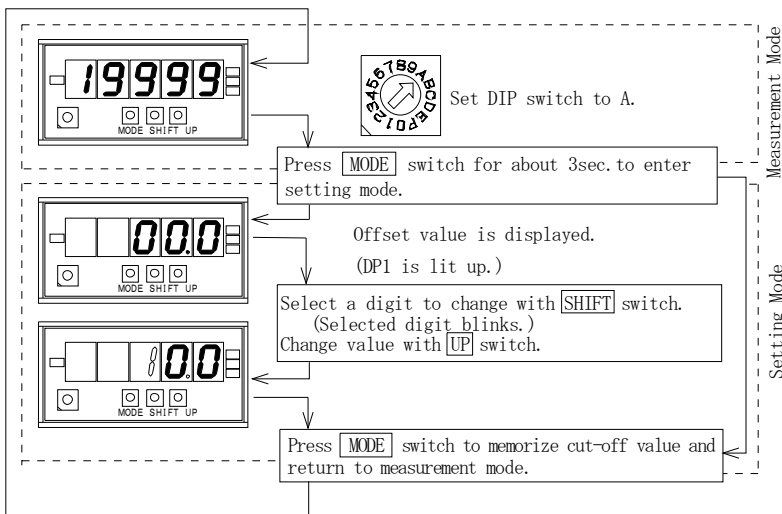 19999
MODE SHIFT UP
0123456789ABCDEF
Set DIP switch to A.
Measurement Mode
Press MODE switch for about 3sec. to enter
setting mode.
00.0
MODE SHIFT UP
Offset value is displayed.
(DP1 is lit up.)
Select a digit to change with SHIFT switch.
(Selected digit blinks.)
Change value with UP switch.
Setting Mode
10.0
MODE SHIFT UP
Press MODE switch to memorize cut-off value and
return to measurement mode.